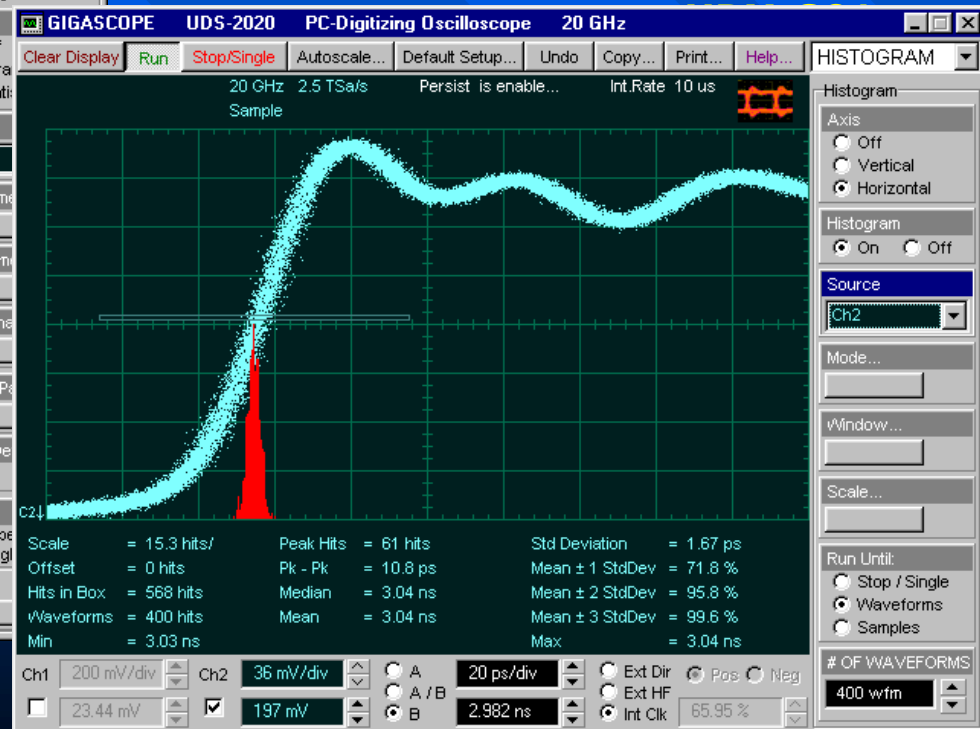 GIGASCOPE UDS-2020 PC-Digitizing Oscilloscope 20 GHz
Clear Display Run Stop/Single Autoscale... Default Setup... Undo Copy... Print... Help... HISTOGRAM
20 GHz 2.5 TSa/s Persist is enable... Int.Rate 10 us
Sample
C2↓
Scale = 15.3 hits/ Peak Hits = 61 hits Std Deviation = 1.67 ps
Offset = 0 hits Pk - Pk = 10.8 ps Mean ± 1 StdDev = 71.8 %
Hits in Box = 568 hits Median = 3.04 ns Mean ± 2 StdDev = 95.8 %
Waveforms = 400 hits Mean = 3.04 ns Mean ± 3 StdDev = 99.6 %
Min = 3.03 ns Max = 3.04 ns
Ch1 200 mV/div Ch2 36 mV/div A 20 ps/div Ext Dir Pos Neg
A / B Ext HF
23.44 mV 197 mV B 2.982 ns Int Clk 65.95 %
Histogram
Axis
Off
Vertical
Horizontal
Histogram
On Off
Source
Ch2
Mode...
Window...
Scale...
Run Until:
Stop / Single
Waveforms
Samples
# OF WAVEFORMS
400 wfm